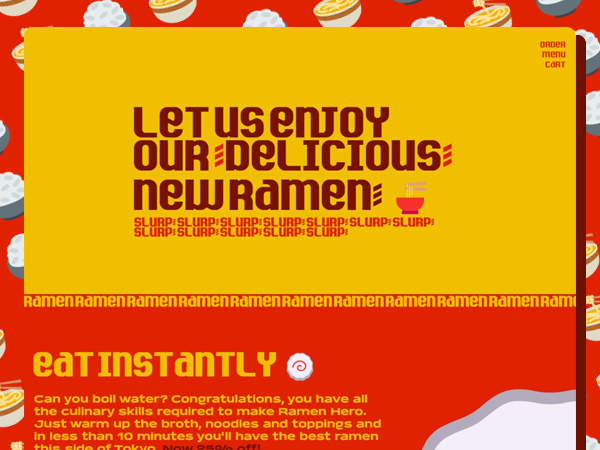 ORDER
MENU
CART
LET US ENJOY
OUR DELICIOUS
NEW RAMEN
SLURP SLURP SLURP SLURP SLURP SLURP SLURP
SLURP SLURP SLURP SLURP SLURP
RAMEN RAMEN RAMEN RAMEN RAMEN RAMEN RAMEN RAMEN RAMEN RAMEN RAM
EAT INSTANTLY
Can you boil water? Congratulations, you have all
the culinary skills required to make Ramen Hero.
Just warm up the broth, noodles and toppings and
in less than 10 minutes you'll have the best ramen
this side of Tokyo. Now 25% off!